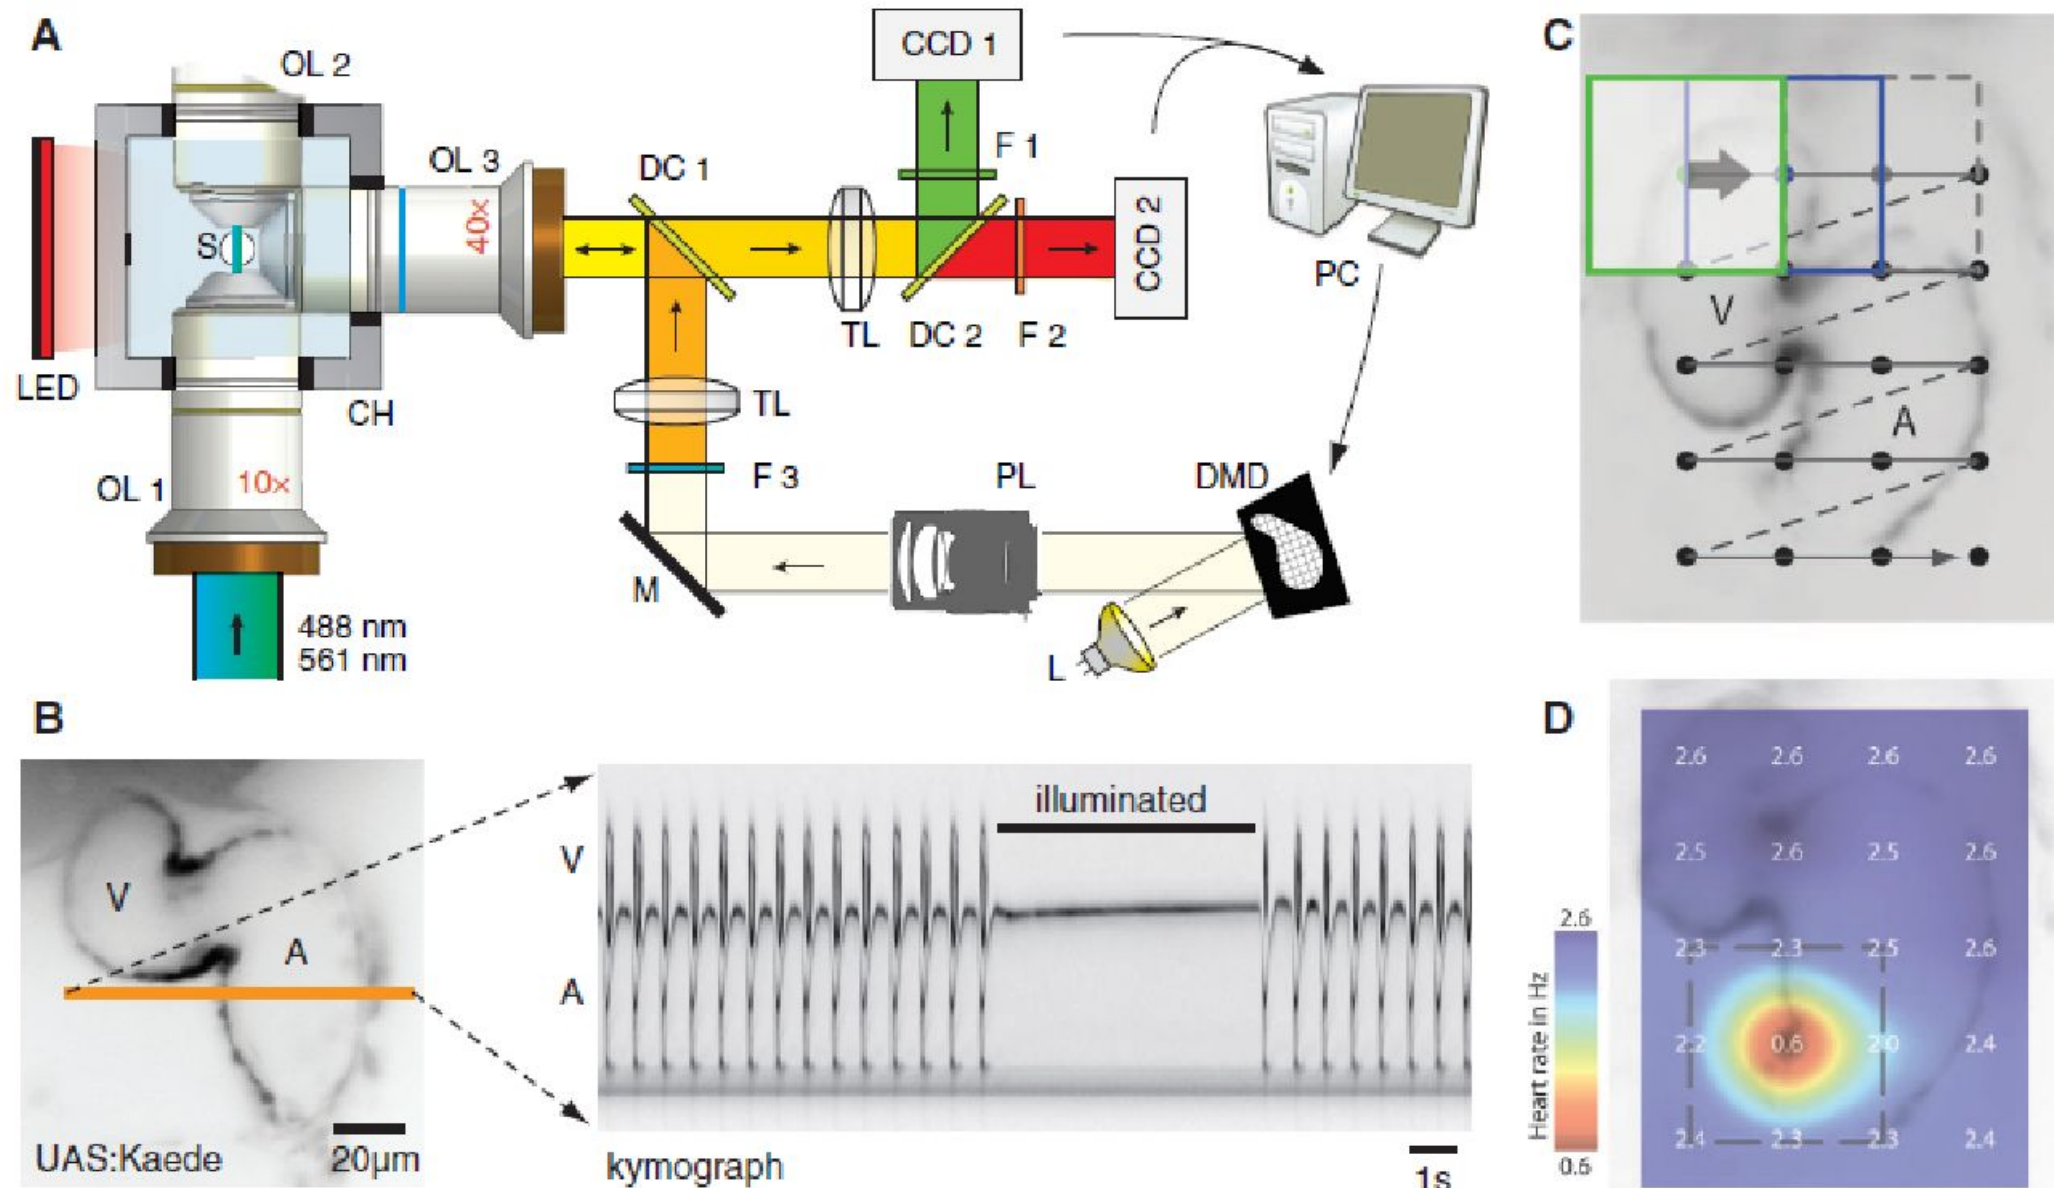 A
OL 2
CCD 1
C
OL 3
DC 1
F 1
40×
S
CCD 2
PC
V
TL
DC 2
F 2
LED
CH
TL
A
OL 1
10×
F 3
PL
DMD
M
488 nm
561 nm
L
B
D
2.6 2.6 2.6 2.6
illuminated
V
2.5 2.6 2.5 2.6
V
2.6
A
2.3 2.3 2.5 2.6
A
Heart rate in Hz
2.2 0.6 2.0 2.4
2.4 2.3 2.3 2.4
0.6
UAS:Kaede
20µm
kymograph
1s